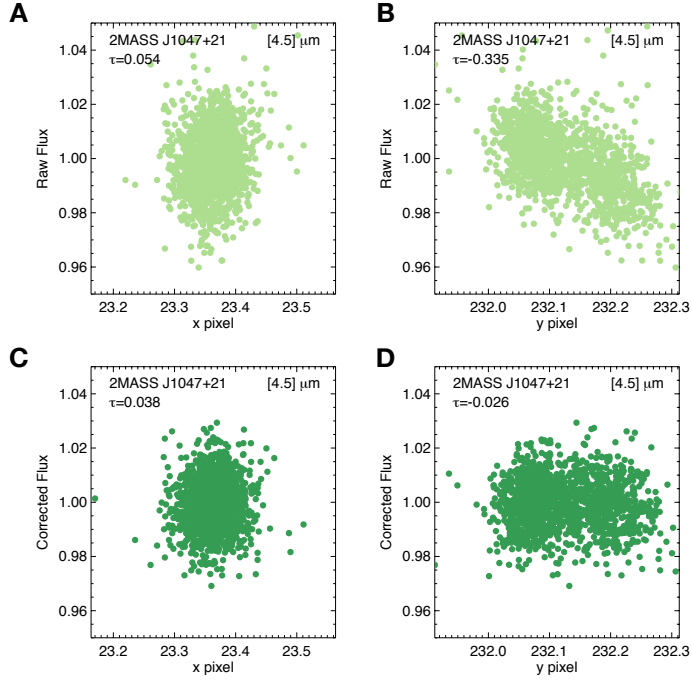 A
2MASS J1047+21 [4.5] μm
τ=0.054
1.04
1.02
1.00
0.98
0.96
Raw Flux
23.2 23.3 23.4 23.5
x pixel
B
2MASS J1047+21 [4.5] μm
τ=-0.335
1.04
1.02
1.00
0.98
0.96
Raw Flux
232.0 232.1 232.2 232.3
y pixel
C
2MASS J1047+21 [4.5] μm
τ=0.038
1.04
1.02
1.00
0.98
0.96
Corrected Flux
23.2 23.3 23.4 23.5
x pixel
D
2MASS J1047+21 [4.5] μm
τ=-0.026
1.04
1.02
1.00
0.98
0.96
Corrected Flux
232.0 232.1 232.2 232.3
y pixel